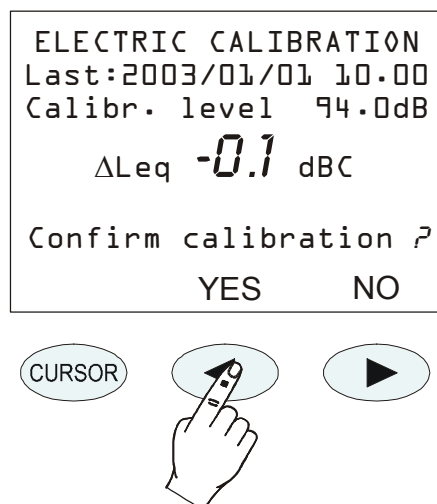 ELECTRIC CALIBRATION
Last:2003/01/01 10.00
Calibr. level 94.0dB
ΔLeq -0.1 dBC
Confirm calibration ?
YES NO
CURSOR